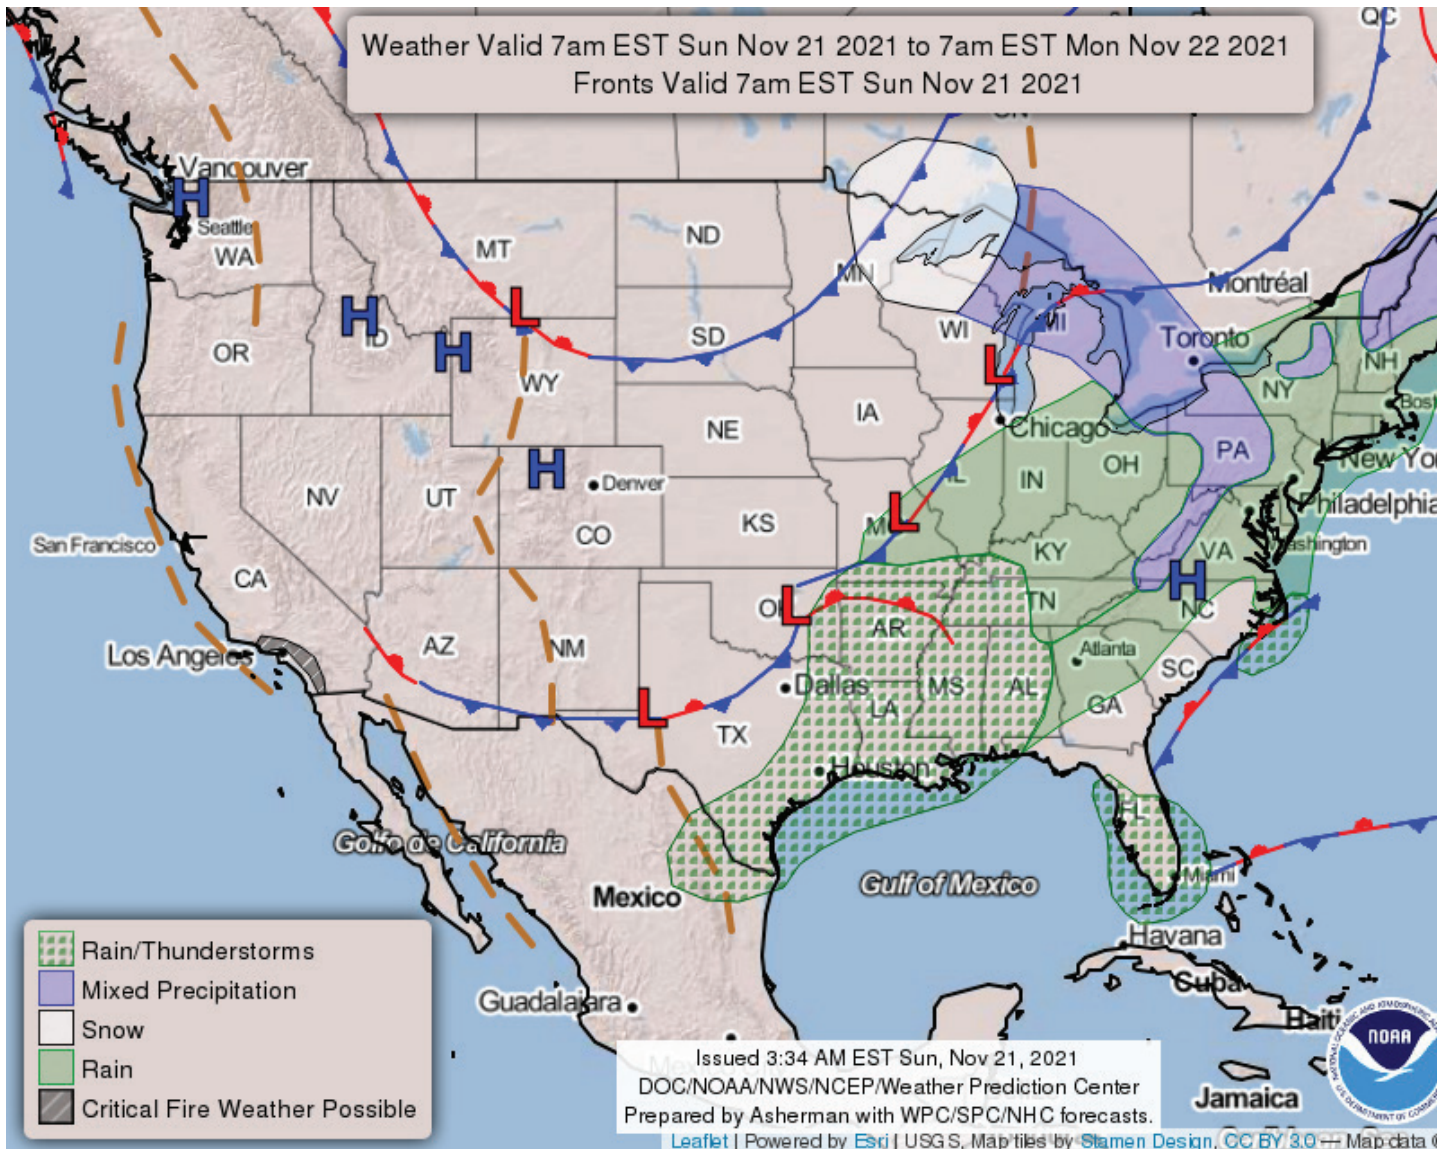 Weather Valid 7am EST Sun Nov 21 2021 to 7am EST Mon Nov 22 2021
Fronts Valid 7am EST Sun Nov 21 2021
QC
ON
Vancouver
H
Seattle
WA
MT
ND
MN
Montréal
H
ID
L
OR
H
WY
SD
WI
MI
L
Toronto
NY
NH
Bost
IA
NE
Chicago
PA
New Yo
NV
UT
H
Denver
IL
IN
OH
Philadelphia
San Francisco
CO
KS
L
KY
VA
ashington
CA
OK
L
TN
H
NC
Los Angeles
AZ
NM
AR
Atlanta
SC
Dallas
MS
AL
GA
LA
L
TX
Houston
FL
Golfo de California
Gulf of Mexico
Miami
Mexico
Havana
Cuba
Haiti
Guadalajara
Jamaica
Rain/Thunderstorms
Mixed Precipitation
Snow
Rain
Critical Fire Weather Possible
NOAA
Issued 3:34 AM EST Sun, Nov 21, 2021
DOC/NOAA/NWS/NCEP/Weather Prediction Center
Prepared by Asherman with WPC/SPC/NHC forecasts.
Leaflet | Powered by Esri | USGS, Map tiles by Stamen Design, CC BY 3.0 — Map data ©